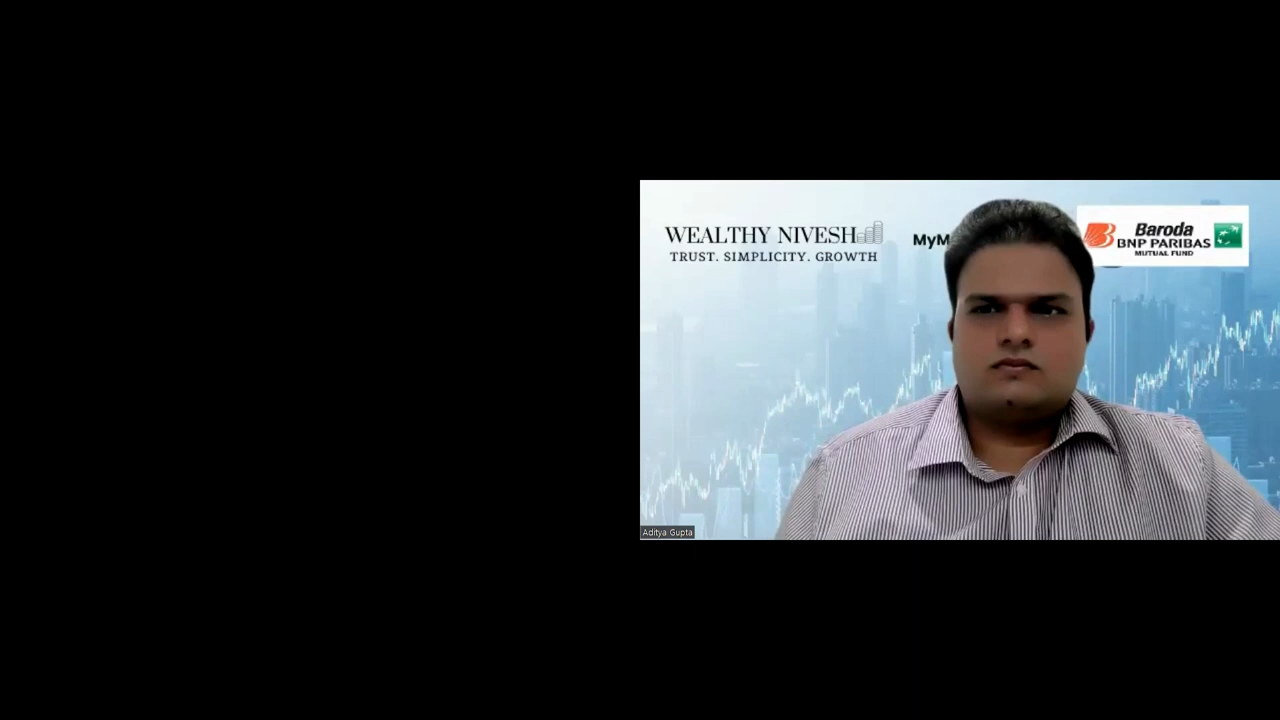 WEALTHY NIVESH
TRUST. SIMPLICITY. GROWTH
Baroda
BNP PARIBAS
MUTUAL FUND
Aditya Gupta